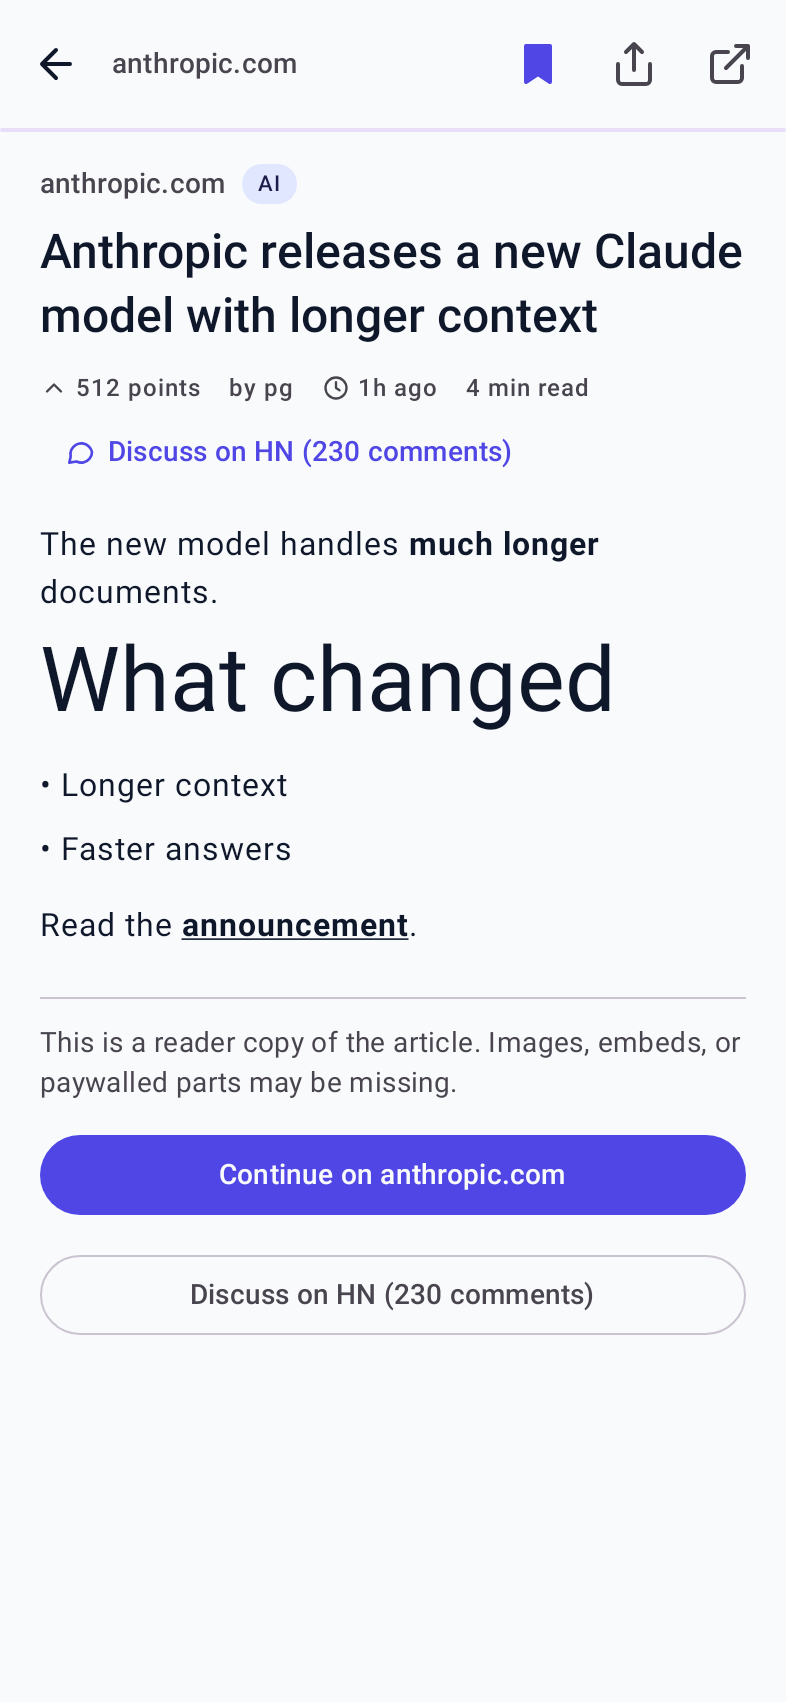 anthropic.com
anthropic.com AI
Anthropic releases a new Claude
model with longer context
512 points by pg 1h ago 4 min read
Discuss on HN (230 comments)
The new model handles much longer
documents.
What changed
• Longer context
• Faster answers
Read the announcement.
This is a reader copy of the article. Images, embeds, or
paywalled parts may be missing.
Continue on anthropic.com
Discuss on HN (230 comments)